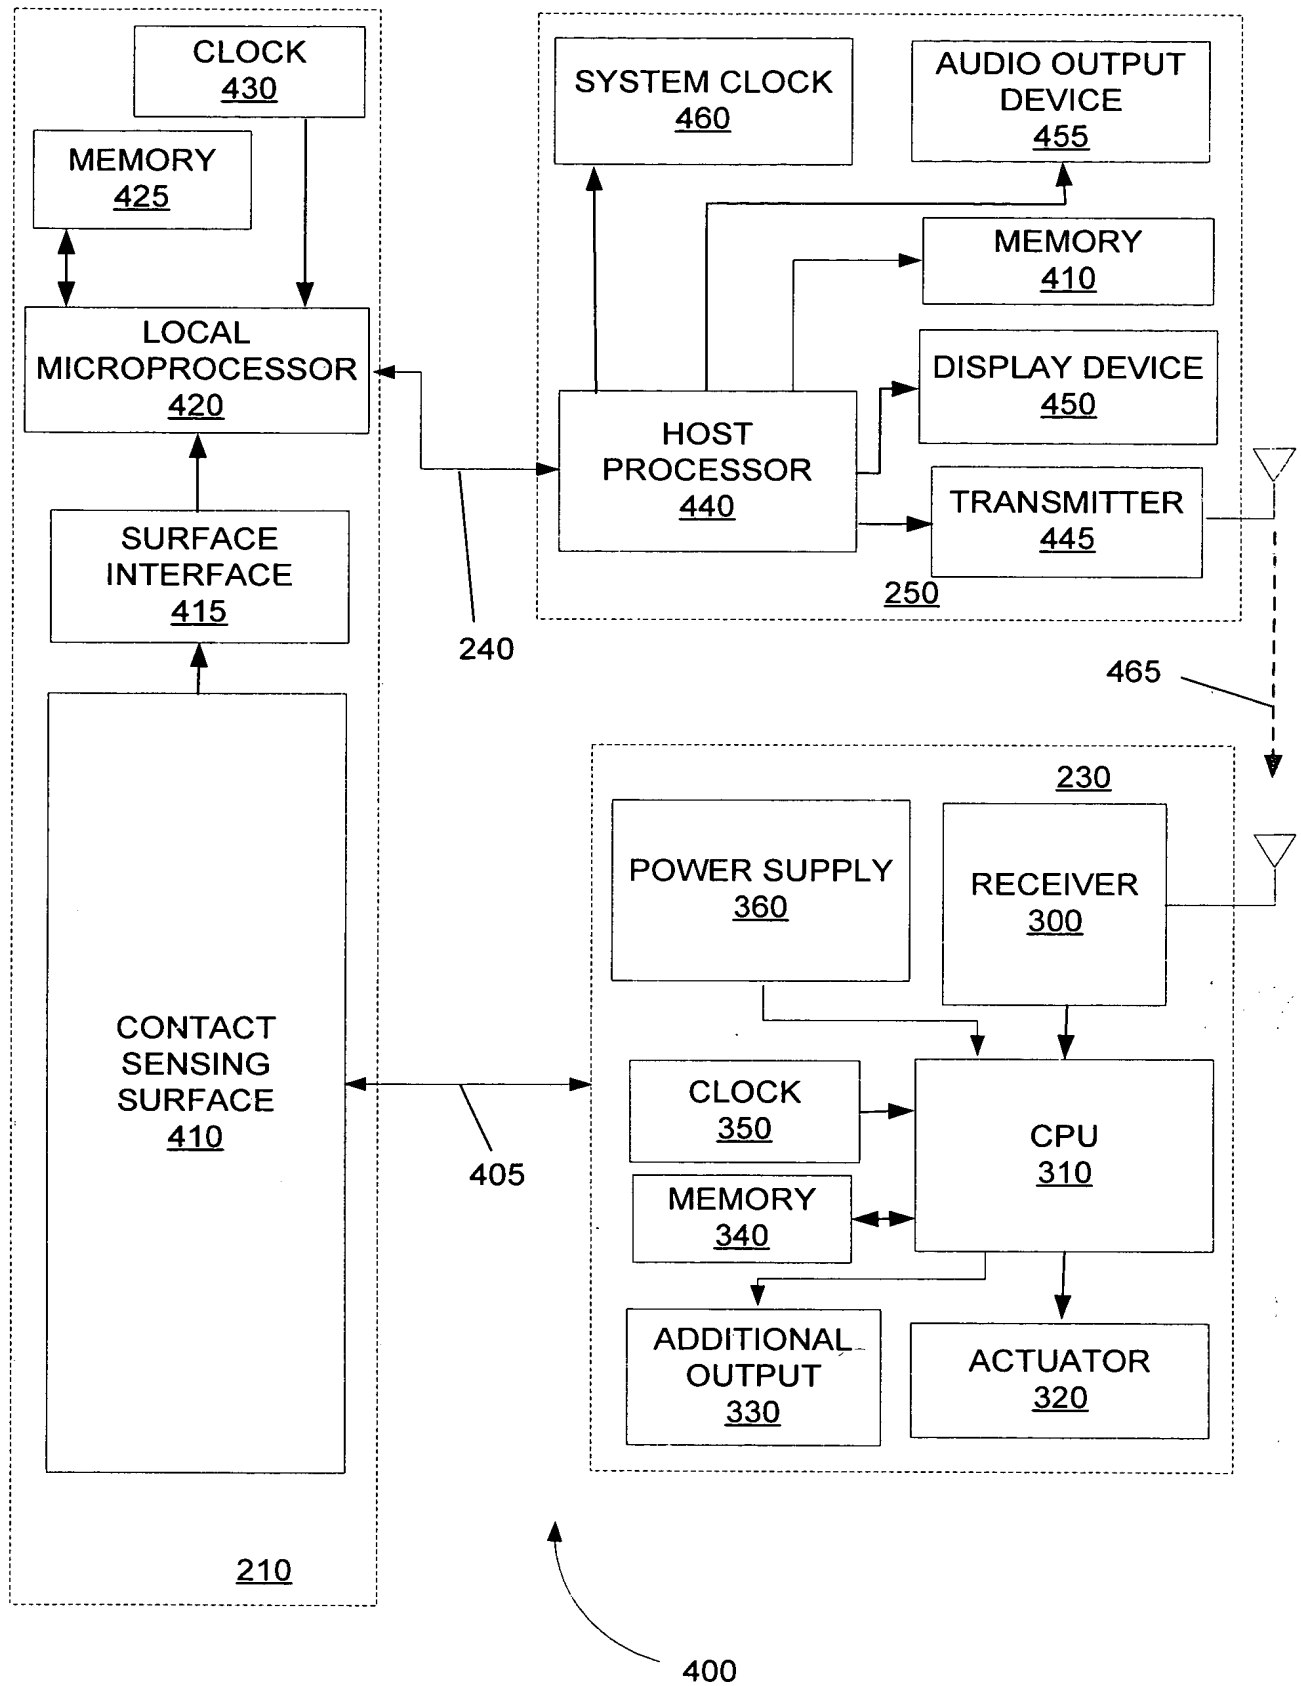 CLOCK
430
MEMORY
425
LOCAL
MICROPROCESSOR
420
SURFACE
INTERFACE
415
CONTACT
SENSING
SURFACE
410
210
240
405
SYSTEM CLOCK
460
AUDIO OUTPUT
DEVICE
455
MEMORY
410
DISPLAY DEVICE
450
HOST
PROCESSOR
440
TRANSMITTER
445
250
465
230
POWER SUPPLY
360
RECEIVER
300
CLOCK
350
CPU
310
MEMORY
340
ADDITIONAL
OUTPUT
330
ACTUATOR
320
400